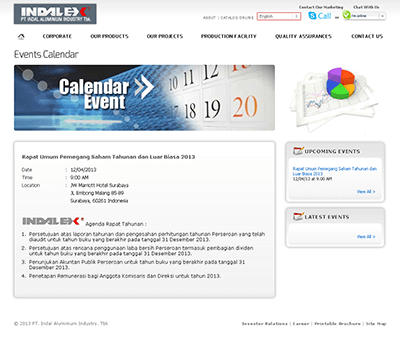 INDALEX
PT. INDAL ALUMINIUM INDUSTRY Tbk.
Contact Our Marketing
Chat With Us
ABOUT | CATALOG ONLINE
English
Call
or
I'm online
CORPORATE
OUR PRODUCTS
OUR PROJECTS
PRODUCTION FACILITY
QUALITY ASSURANCES
CONTACT US
Events Calendar
Calendar
Event
Rapat Umum Pemegang Saham Tahunan dan Luar Biasa 2013
Date : 12/04/2013
Time : 9:00 AM
Location : JW Marriott Hotel Surabaya
Jl. Embong Malang 85-89
Surabaya, 60261 Indonesia
INDALEX Agenda Rapat Tahunan :
1. Persetujuan atas laporan tahunan dan pengesahan perhitungan tahunan Perseroan yang telah
diaudit untuk tahun buku yang berakhir pada tanggal 31 Desember 2013.
2. Persetujuan atas rencana penggunaan laba bersih Perseroan termasuk pembagian dividen
untuk tahun buku yang berakhir pada tanggal 31 Desember 2013.
3. Penunjukan Akuntan Publik Perseroan untuk tahun buku yang berakhir pada tanggal 31
Desember 2013.
4. Penetapan Remunerasi bagi Anggota Komisaris dan Direksi untuk tahun 2013.
UPCOMING EVENTS
Rapat Umum Pemegang Saham Tahunan dan
Luar Biasa 2013
12/04/2013 at 9:00 AM
View All >
LATEST EVENTS
View All >
© 2013 PT. Indal Aluminium Industry. Tbk
Investor Relations | Career | Printable Brochure | Site Map